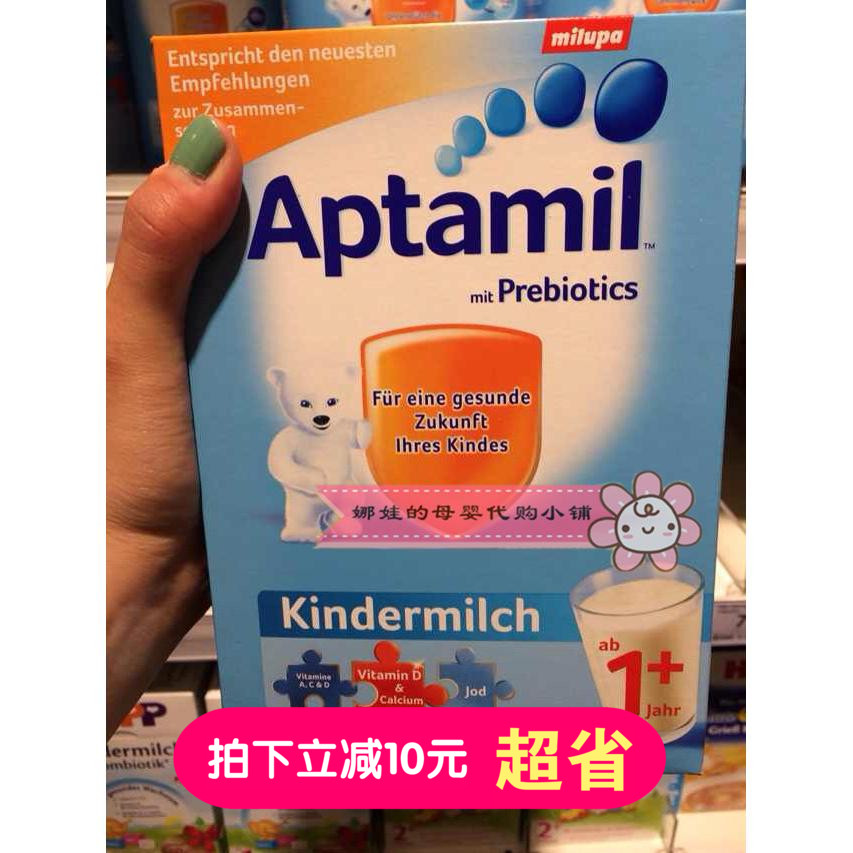 milupa
Entspricht den neuesten
Empfehlungen
zur Zusammen-
Aptamil
TM
mit Prebiotics
Für eine gesunde
Zukunft
Ihres Kindes
娜娃的母婴代购小铺
Kindermilch
ab
1+
Jahr
Vitamine
A, C & D
Vitamin D
&
Calcium
Jod
拍下立减10元 超省